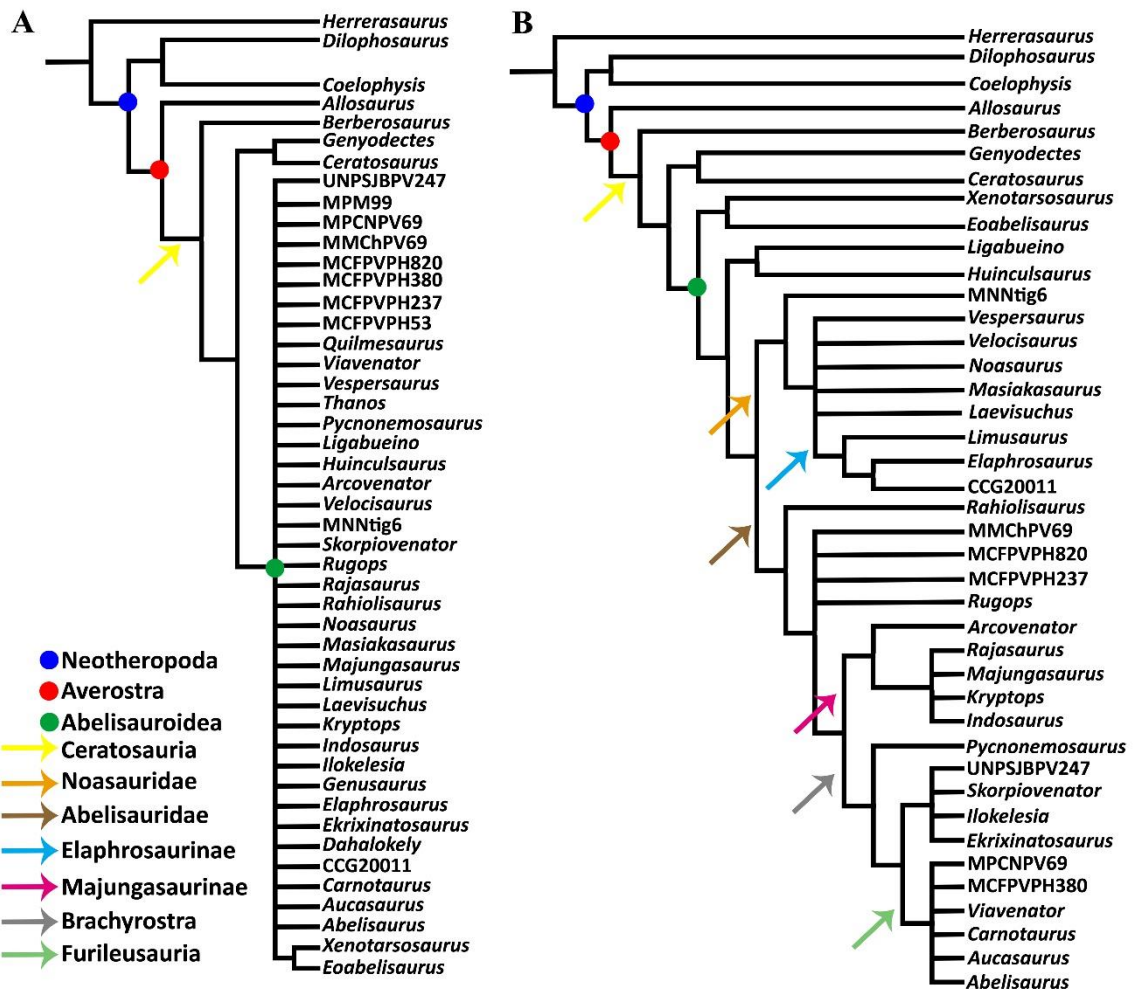 A
Herrerasaurus
Dilophosaurus
Coelophysis
Allosaurus
Berberosaurus
Genyodectes
Ceratosaurus
UNPSJBPV247
MPM99
MPCNPV69
MMChPV69
MCFPVPH820
MCFPVPH380
MCFPVPH237
MCFPVPH53
Quilmesaurus
Viavenator
Vespersaurus
Thanos
Pycnonemosaurus
Ligabueino
Huinculsaurus
Arcovenator
Velocisaurus
MNNtig6
Skorpiovenator
Rugops
Rajasaurus
Rahiolisaurus
Noasaurus
Masiakasaurus
Majungasaurus
Limusaurus
Laevisuchus
Kryptops
Indosaurus
Ilokelesia
Genusaurus
Elaphrosaurus
Ekrixinatosaurus
Dahalokely
CCG20011
Carnotaurus
Aucasaurus
Abelisaurus
Xenotarsosaurus
Eoabelisaurus
Neotheropoda
Averostra
Abelisauroidea
Ceratosauria
Noasauridae
Abelisauridae
Elaphrosaurinae
Majungasaurinae
Brachyrostra
Furileusauria
B
Herrerasaurus
Dilophosaurus
Coelophysis
Allosaurus
Berberosaurus
Genyodectes
Ceratosaurus
Xenotarsosaurus
Eoabelisaurus
Ligabueino
Huinculsaurus
MNNtig6
Vespersaurus
Velocisaurus
Noasaurus
Masiakasaurus
Laevisuchus
Limusaurus
Elaphrosaurus
CCG20011
Rahiolisaurus
MMChPV69
MCFPVPH820
MCFPVPH237
Rugops
Arcovenator
Rajasaurus
Majungasaurus
Kryptops
Indosaurus
Pycnonemosaurus
UNPSJBPV247
Skorpiovenator
Ilokelesia
Ekrixinatosaurus
MPCNPV69
MCFPVPH380
Viavenator
Carnotaurus
Aucasaurus
Abelisaurus